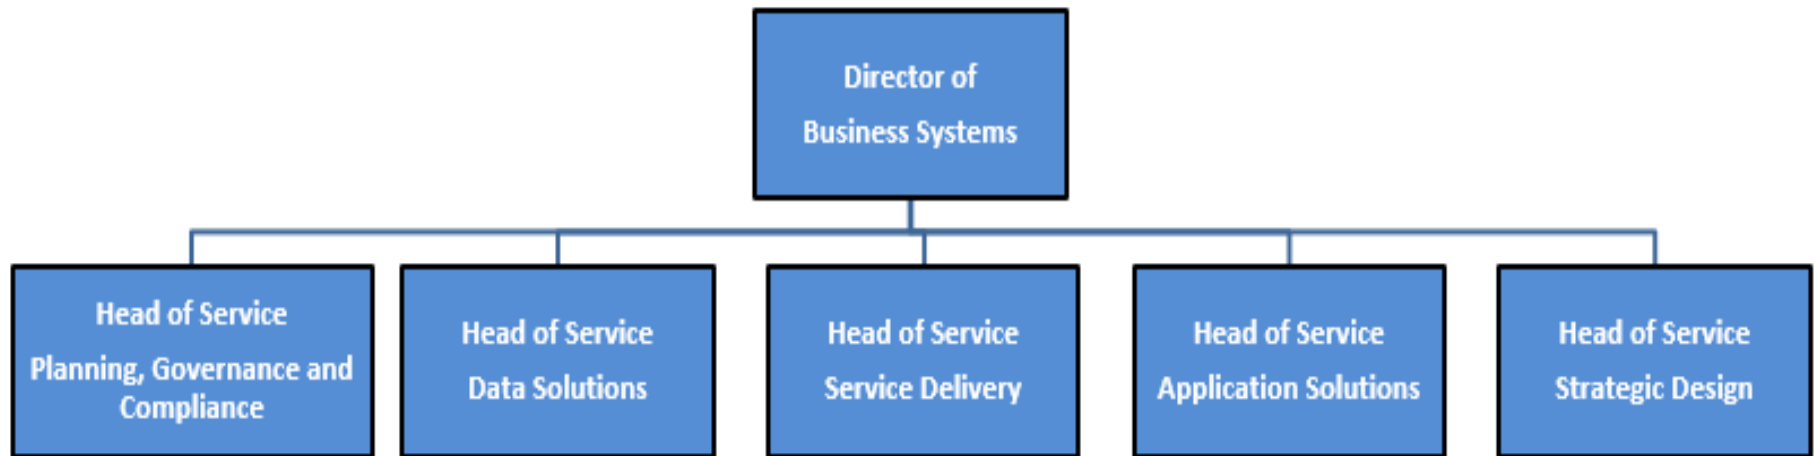 Director of
Business Systems
Head of Service
Planning, Governance and
Compliance
Head of Service
Data Solutions
Head of Service
Service Delivery
Head of Service
Application Solutions
Head of Service
Strategic Design